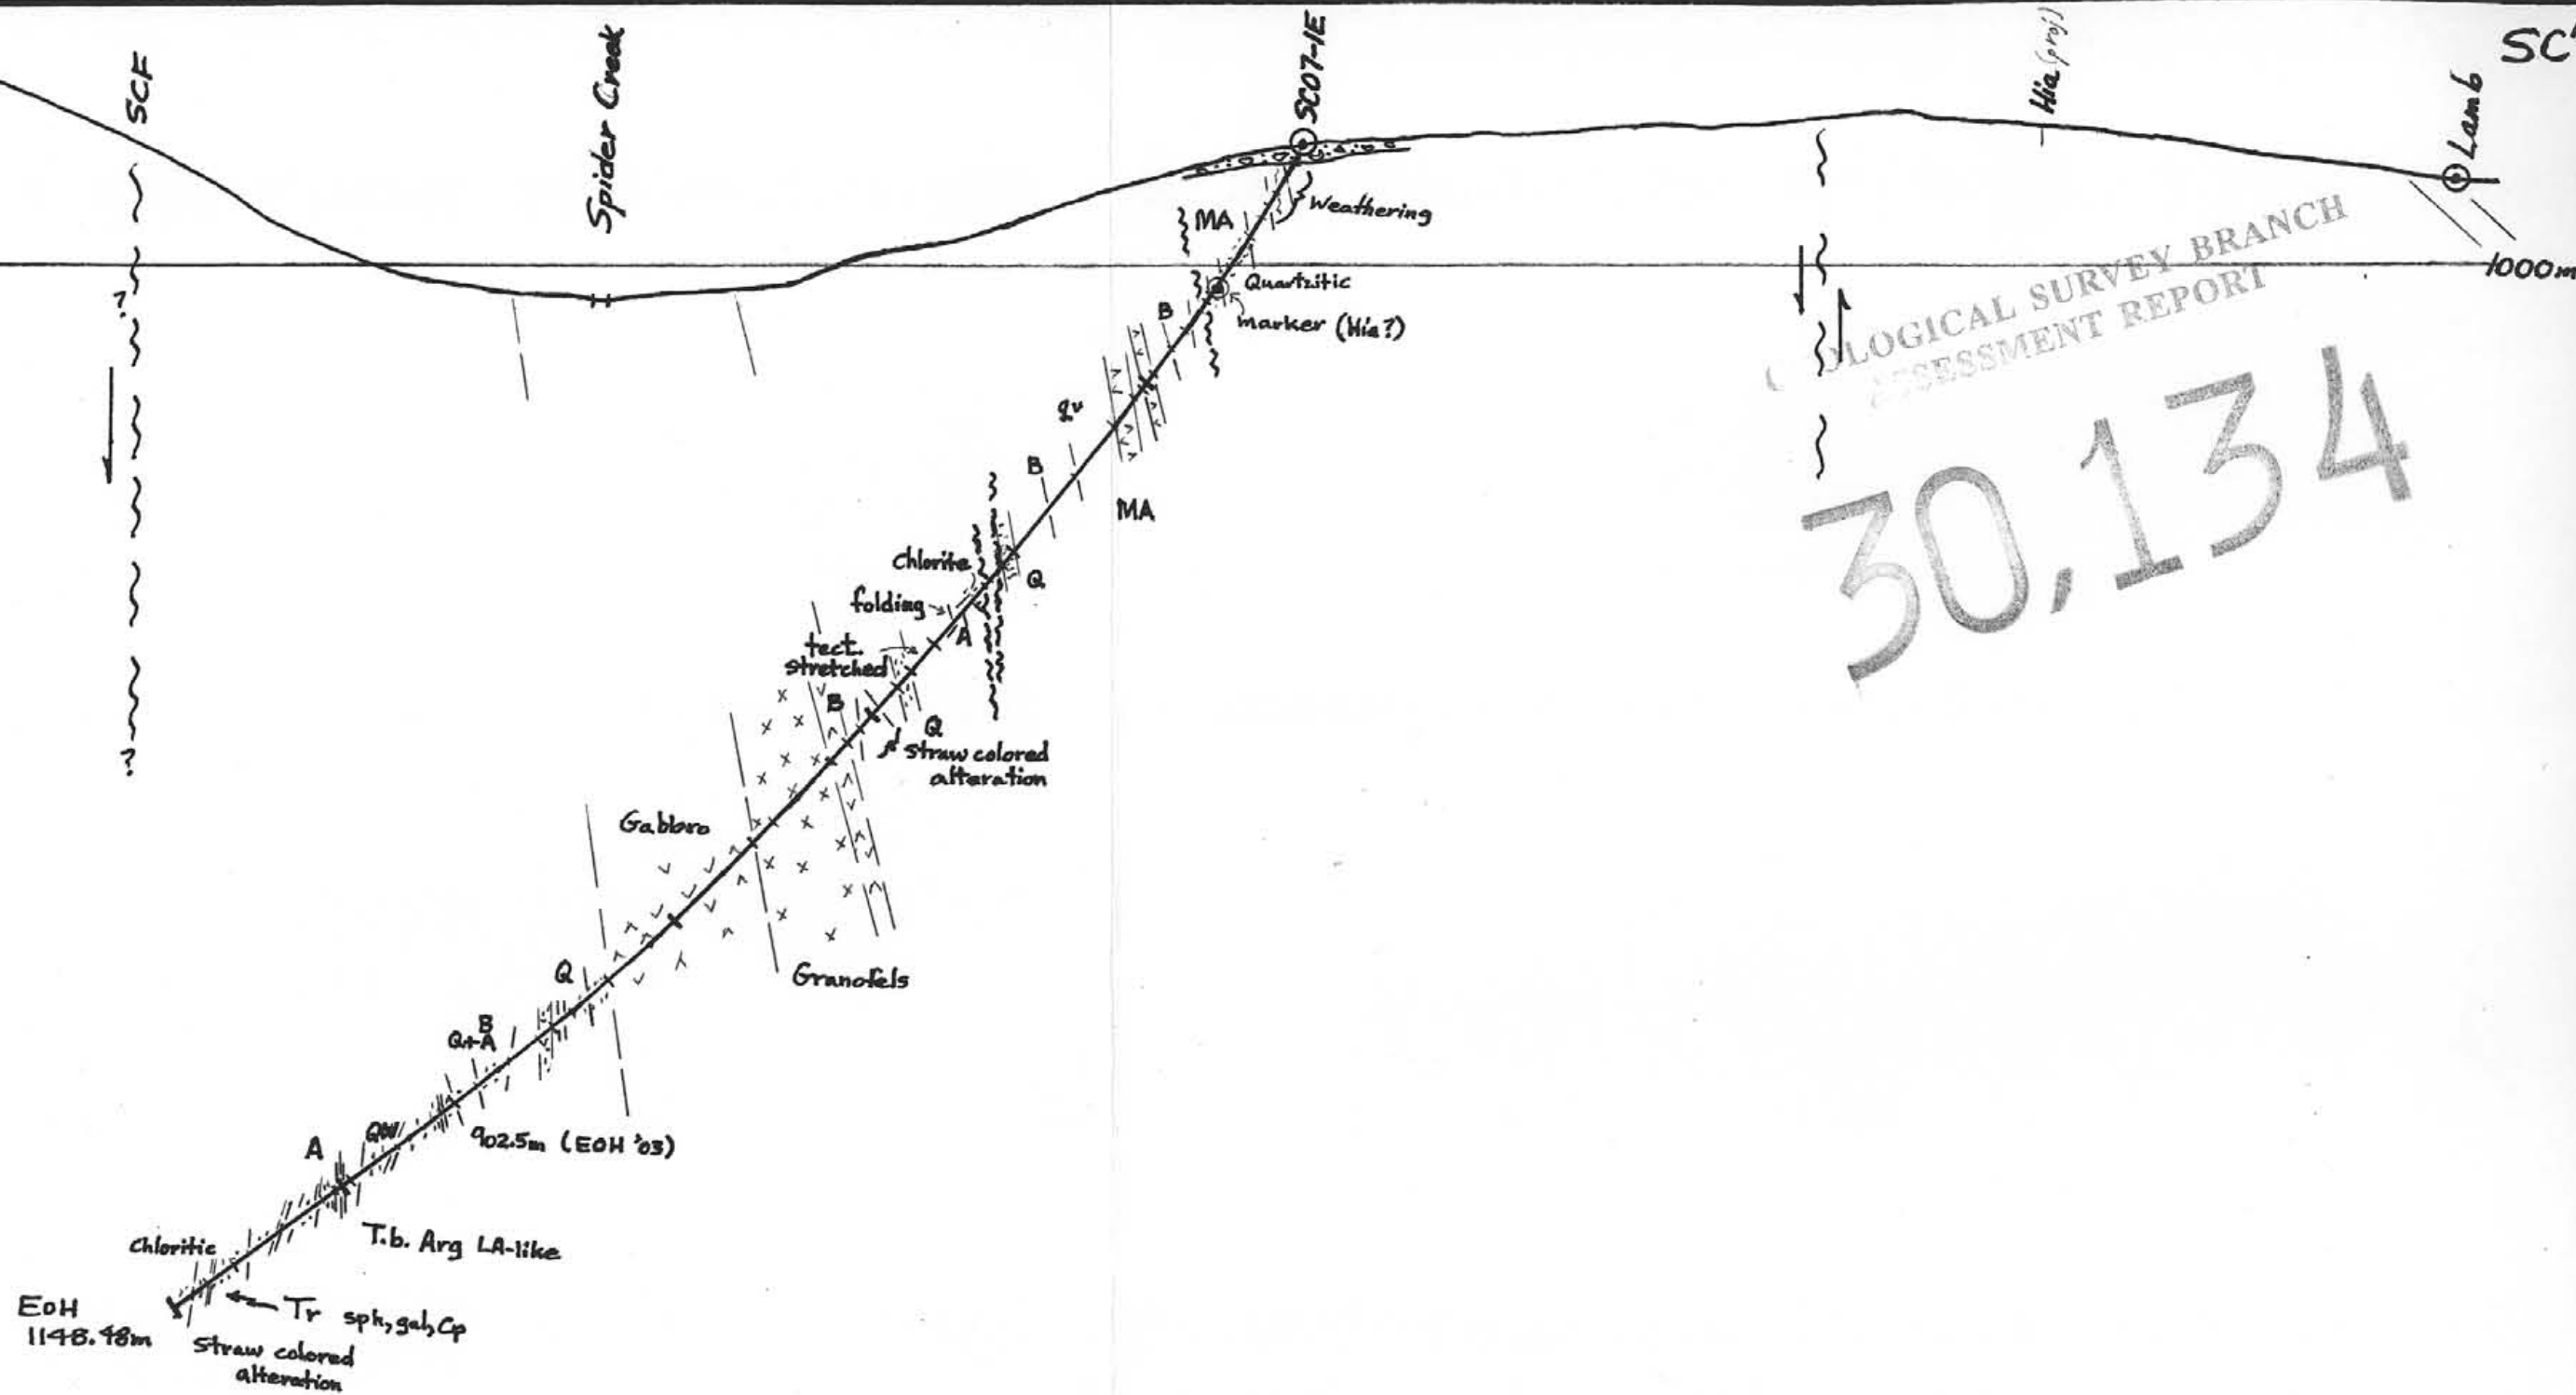 SCF
Spider Creek
SC07-1E
Hia (proj)
SC'
Lamb
Weathering
MA
1000m
Quartzitic
marker (Hia?)
B
?
GEOLOGICAL SURVEY BRANCH
ASSESSMENT REPORT
30,134
qv
B
MA
Chlorite
Q
folding
A
tect.
stretched
B
Q
straw colored
alteration
?
Gabbro
Granofels
Q
B
Q+A
902.5m (EOH '03)
A
T.b. Arg LA-like
Chloritic
EOH
1148.48m
Tr sph, gal, Cp
Straw colored
alteration